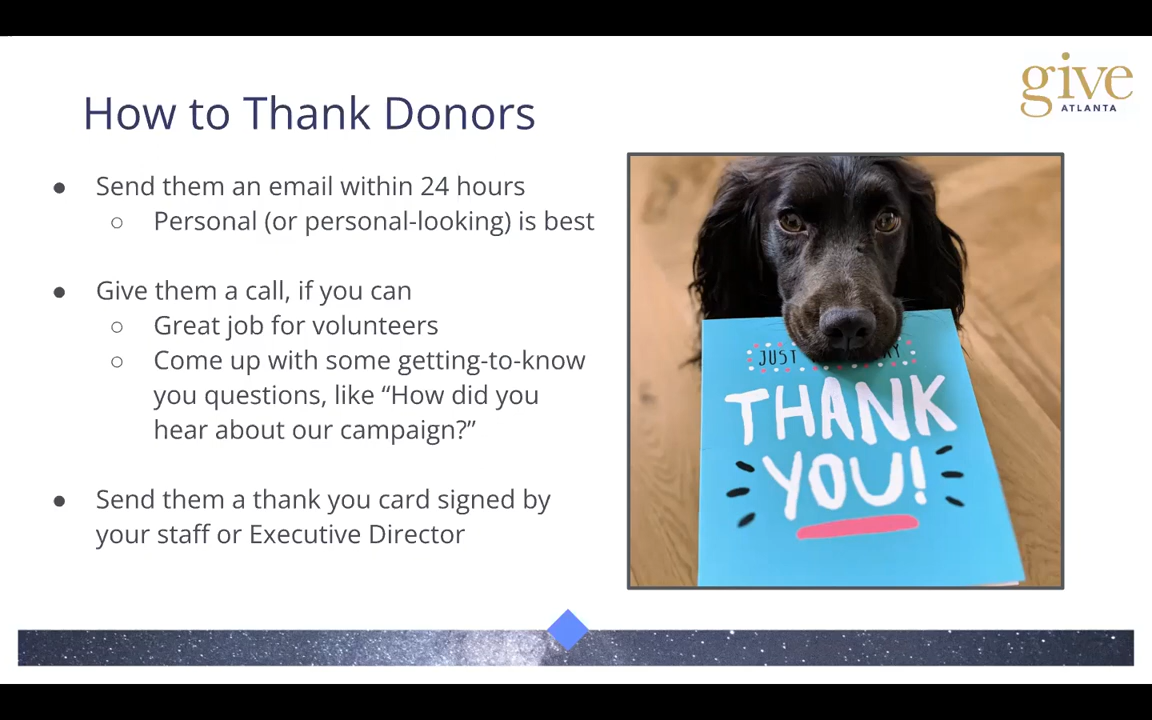 give
ATLANTA
How to Thank Donors
● Send them an email within 24 hours
○ Personal (or personal-looking) is best
● Give them a call, if you can
○ Great job for volunteers
○ Come up with some getting-to-know
you questions, like “How did you
hear about our campaign?”
● Send them a thank you card signed by
your staff or Executive Director
JUST
THANK
YOU!